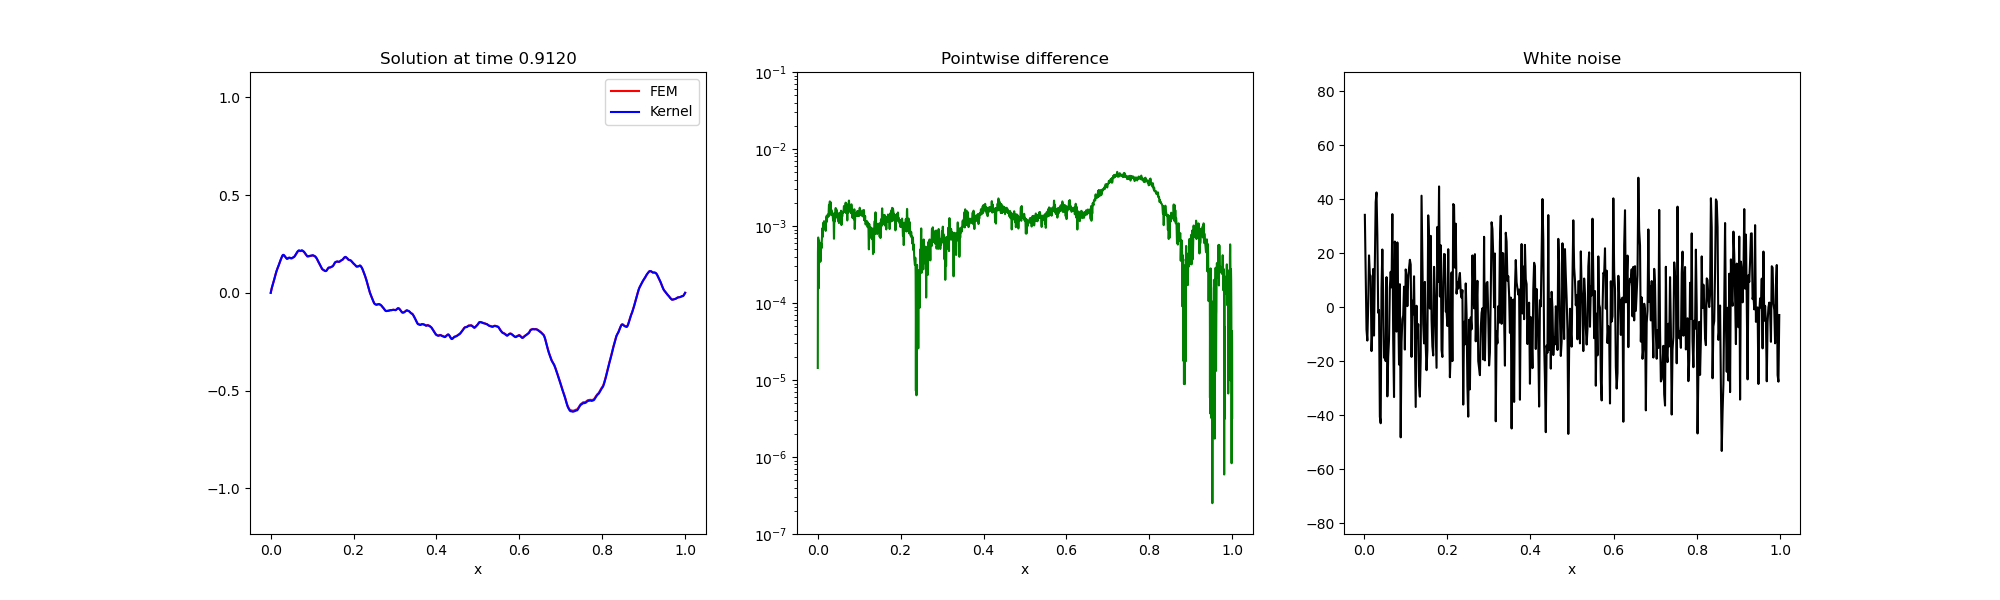 Solution at time 0.9120
FEM
Kernel
1.0
0.5
0.0
−0.5
−1.0
0.0 0.2 0.4 0.6 0.8 1.0
x
Pointwise difference
10⁻¹
10⁻²
10⁻³
10⁻⁴
10⁻⁵
10⁻⁶
10⁻⁷
0.0 0.2 0.4 0.6 0.8 1.0
x
White noise
80
60
40
20
0
−20
−40
−60
−80
0.0 0.2 0.4 0.6 0.8 1.0
x